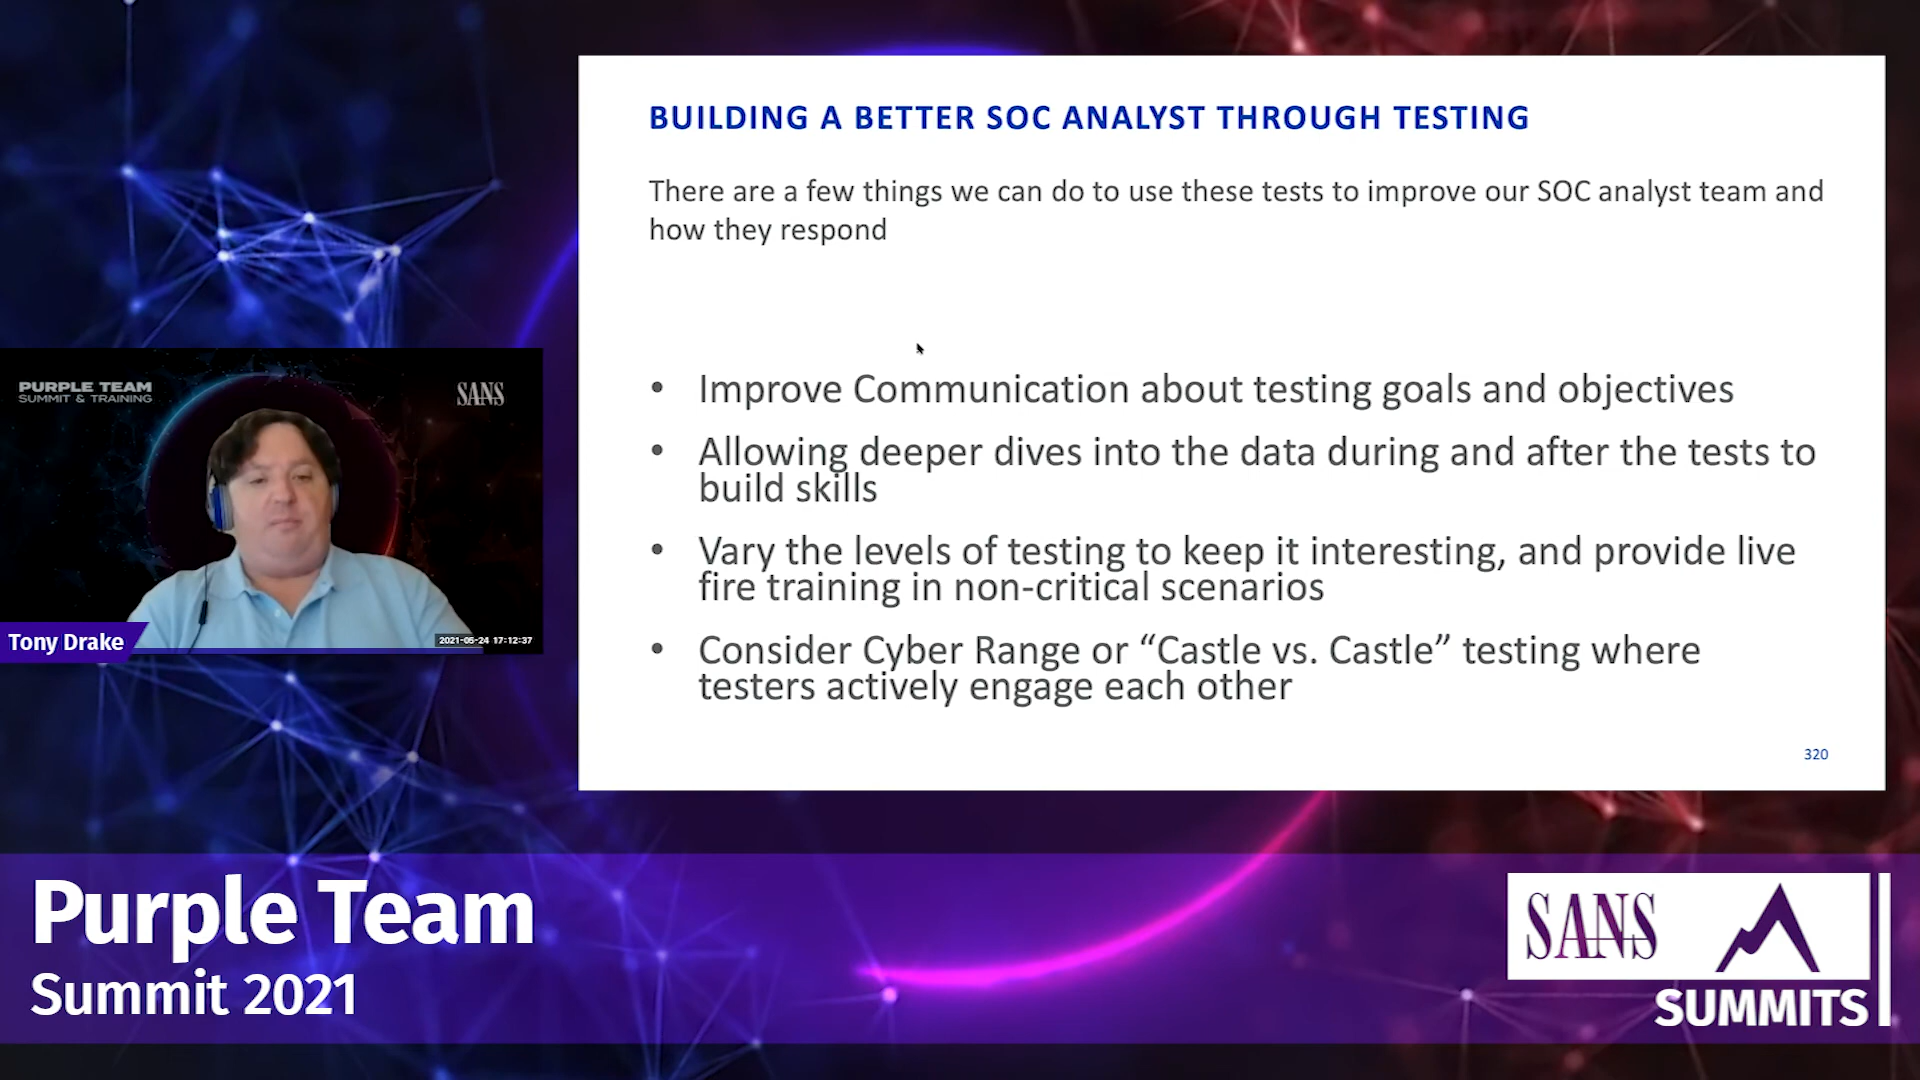 BUILDING A BETTER SOC ANALYST THROUGH TESTING
There are a few things we can do to use these tests to improve our SOC analyst team and
how they respond
• Improve Communication about testing goals and objectives
• Allowing deeper dives into the data during and after the tests to
build skills
• Vary the levels of testing to keep it interesting, and provide live
fire training in non-critical scenarios
• Consider Cyber Range or “Castle vs. Castle” testing where
testers actively engage each other
320
PURPLE TEAM
SUMMIT & TRAINING
SANS
Tony Drake
2021-05-24 17:12:37
Purple Team
Summit 2021
SANS
SUMMITS